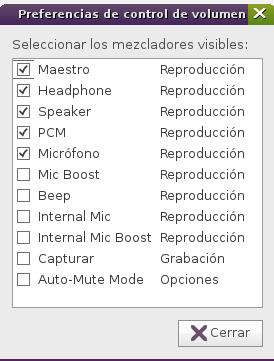 Preferencias de control de volumen
Seleccionar los mezcladores visibles:
Maestro Reproducción
Headphone Reproducción
Speaker Reproducción
PCM Reproducción
Micrófono Reproducción
Mic Boost Reproducción
Beep Reproducción
Internal Mic Reproducción
Internal Mic Boost Reproducción
Capturar Grabación
Auto-Mute Mode Opciones
Cerrar